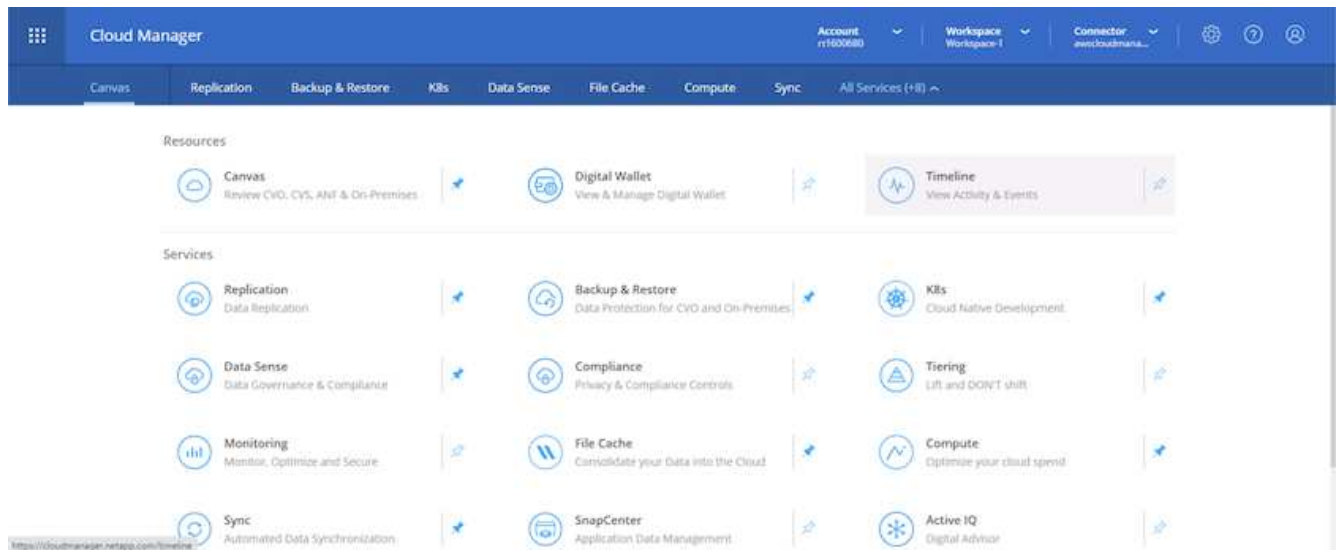 Cloud Manager
Account
rt1600680
Workspace
Workspace-1
Connector
awscloudmana...
Canvas
Replication
Backup & Restore
K8s
Data Sense
File Cache
Compute
Sync
All Services (+8)
Resources
Canvas
Review CVO, CVS, ANF & On-Premises
Digital Wallet
View & Manage Digital Wallet
Timeline
View Activity & Events
Services
Replication
Data Replication
Backup & Restore
Data Protection for CVO and On-Premises
K8s
Cloud Native Development
Data Sense
Data Governance & Compliance
Compliance
Privacy & Compliance Controls
Tiering
Lift and DON'T shift
Monitoring
Monitor, Optimize and Secure
File Cache
Consolidate your Data into the Cloud
Compute
Optimize your cloud spend
Sync
Automated Data Synchronization
SnapCenter
Application Data Management
Active IQ
Digital Advisor
https://cloudmanager.netapp.com/timeline